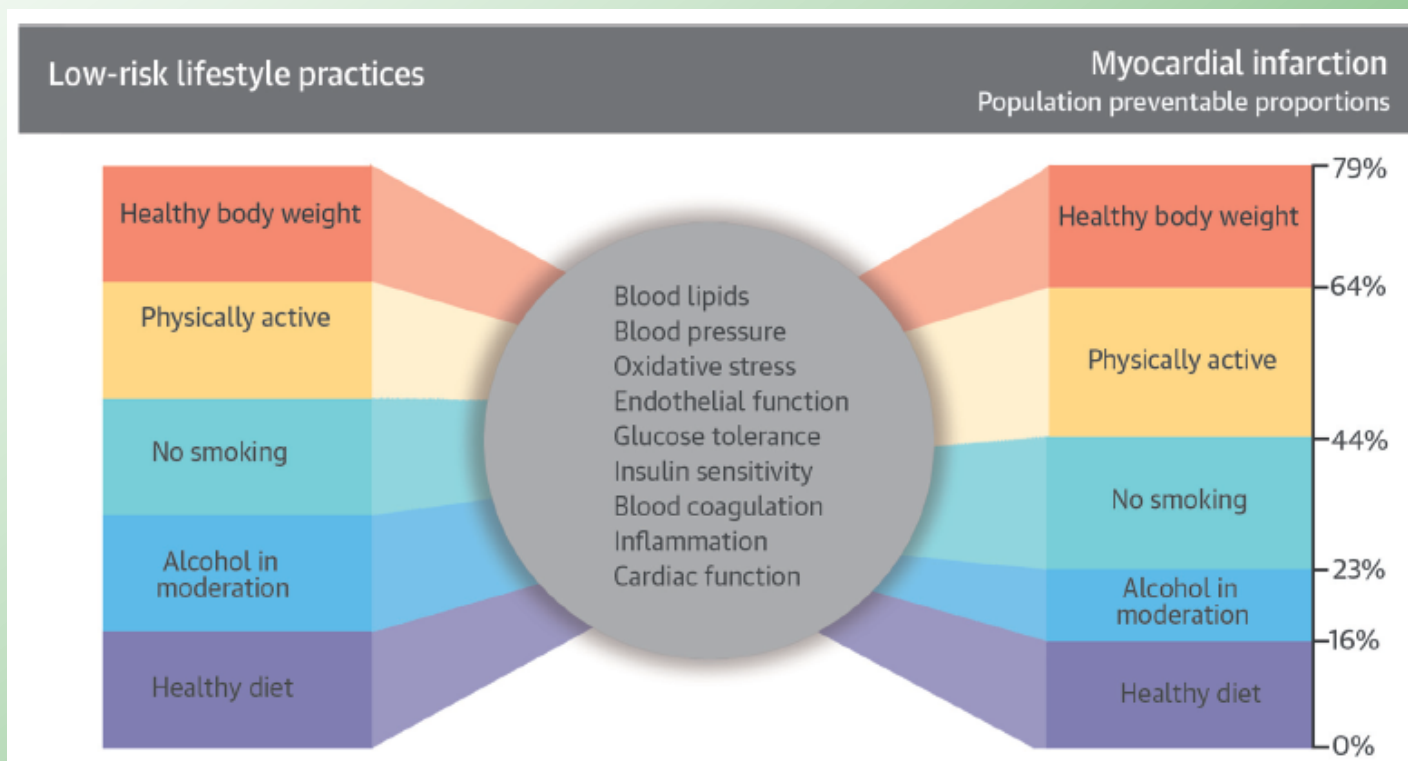 Low-risk lifestyle practices
Myocardial infarction
Population preventable proportions
Healthy body weight
Physically active
No smoking
Alcohol in
moderation
Healthy diet
Blood lipids
Blood pressure
Oxidative stress
Endothelial function
Glucose tolerance
Insulin sensitivity
Blood coagulation
Inflammation
Cardiac function
Healthy body weight
Physically active
No smoking
Alcohol in
moderation
Healthy diet
79%
64%
44%
23%
16%
0%